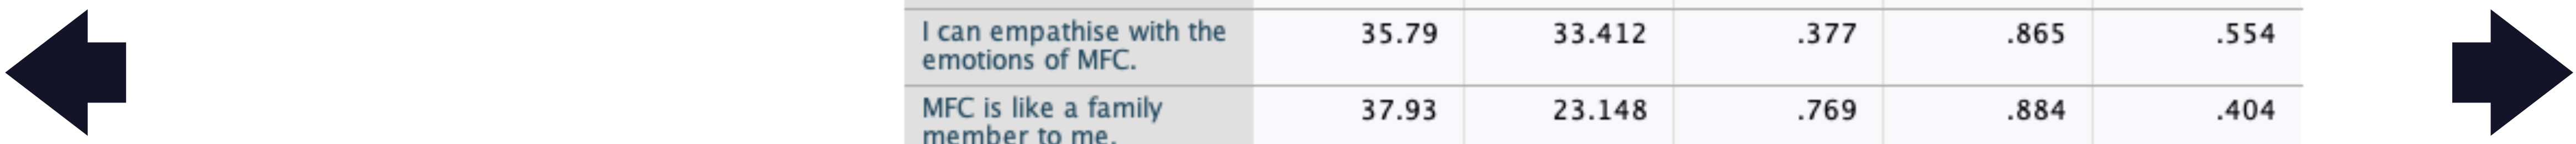 I can empathise with the 35.79 33.412 .377 .865 .554
emotions of MFC.
MFC is like a family 37.93 23.148 .769 .884 .404
member to me.